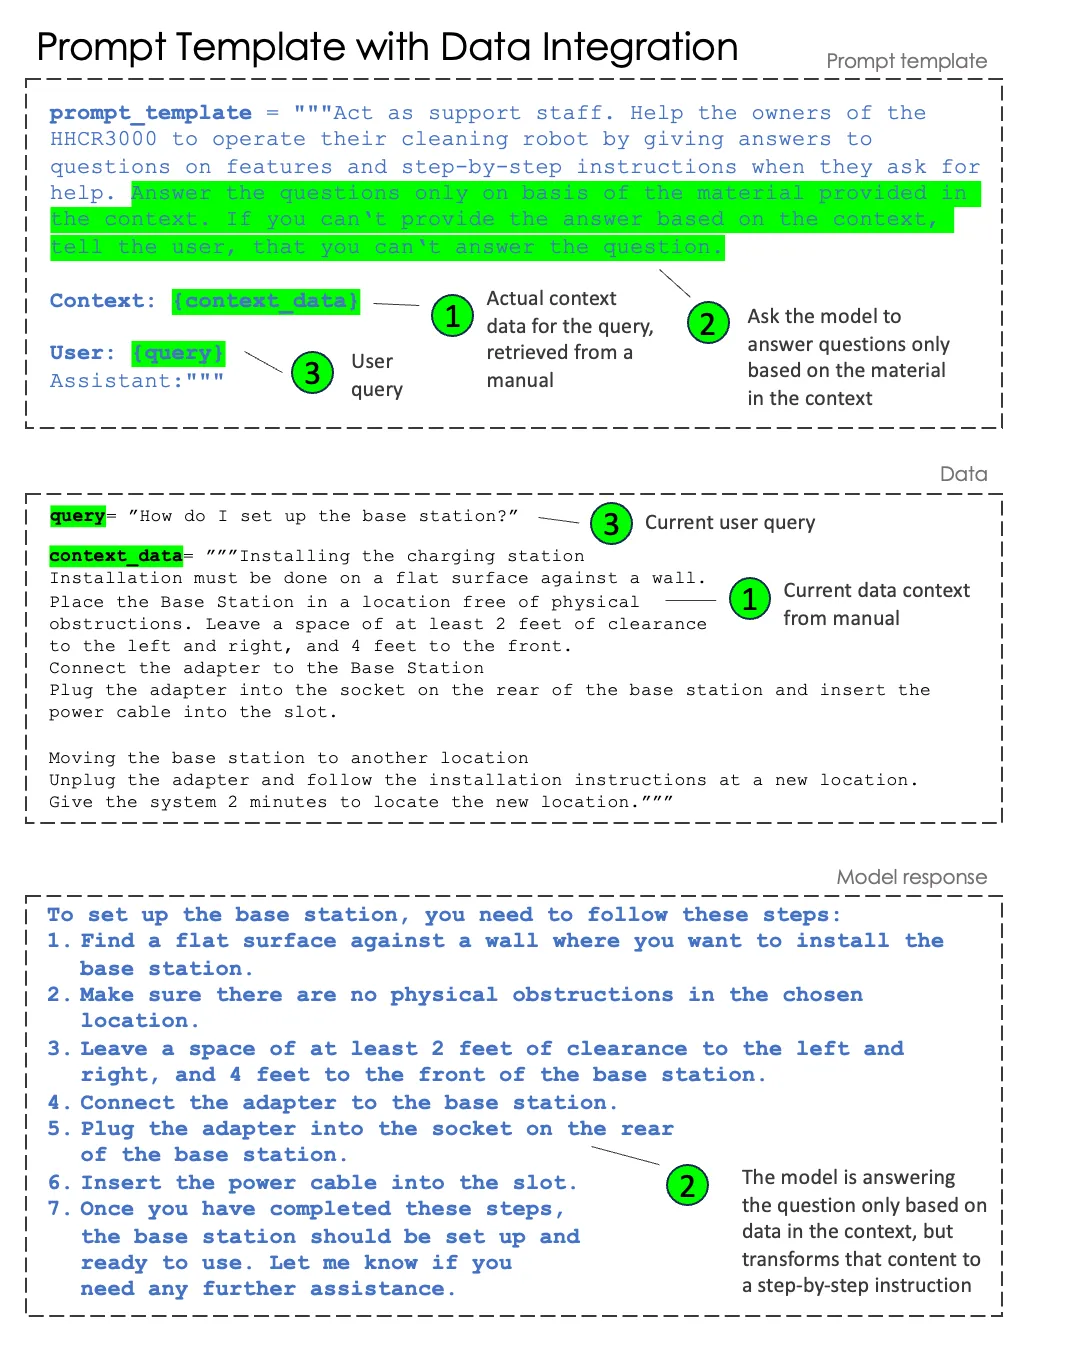 Prompt Template with Data Integration
Prompt template
prompt_template = """Act as support staff. Help the owners of the
HHCR3000 to operate their cleaning robot by giving answers to
questions on features and step-by-step instructions when they ask for
help. Answer the questions only on basis of the material provided in
the context. If you can‛t provide the answer based on the context,
tell the user, that you can‛t answer the question.
Context: {context_data}
1
Actual context
data for the query,
retrieved from a
manual
2
Ask the model to
answer questions only
based on the material
in the context
User: {query}
Assistant:"""
3
User
query
Data
query= ”How do I set up the base station?”
3
Current user query
context_data= ”””Installing the charging station
Installation must be done on a flat surface against a wall.
Place the Base Station in a location free of physical
obstructions. Leave a space of at least 2 feet of clearance
to the left and right, and 4 feet to the front.
Connect the adapter to the Base Station
Plug the adapter into the socket on the rear of the base station and insert the
power cable into the slot.
1
Current data context
from manual
Moving the base station to another location
Unplug the adapter and follow the installation instructions at a new location.
Give the system 2 minutes to locate the new location.”””
Model response
To set up the base station, you need to follow these steps:
1. Find a flat surface against a wall where you want to install the
base station.
2. Make sure there are no physical obstructions in the chosen
location.
3. Leave a space of at least 2 feet of clearance to the left and
right, and 4 feet to the front of the base station.
4. Connect the adapter to the base station.
5. Plug the adapter into the socket on the rear
of the base station.
6. Insert the power cable into the slot.
7. Once you have completed these steps,
the base station should be set up and
ready to use. Let me know if you
need any further assistance.
2
The model is answering
the question only based on
data in the context, but
transforms that content to
a step-by-step instruction